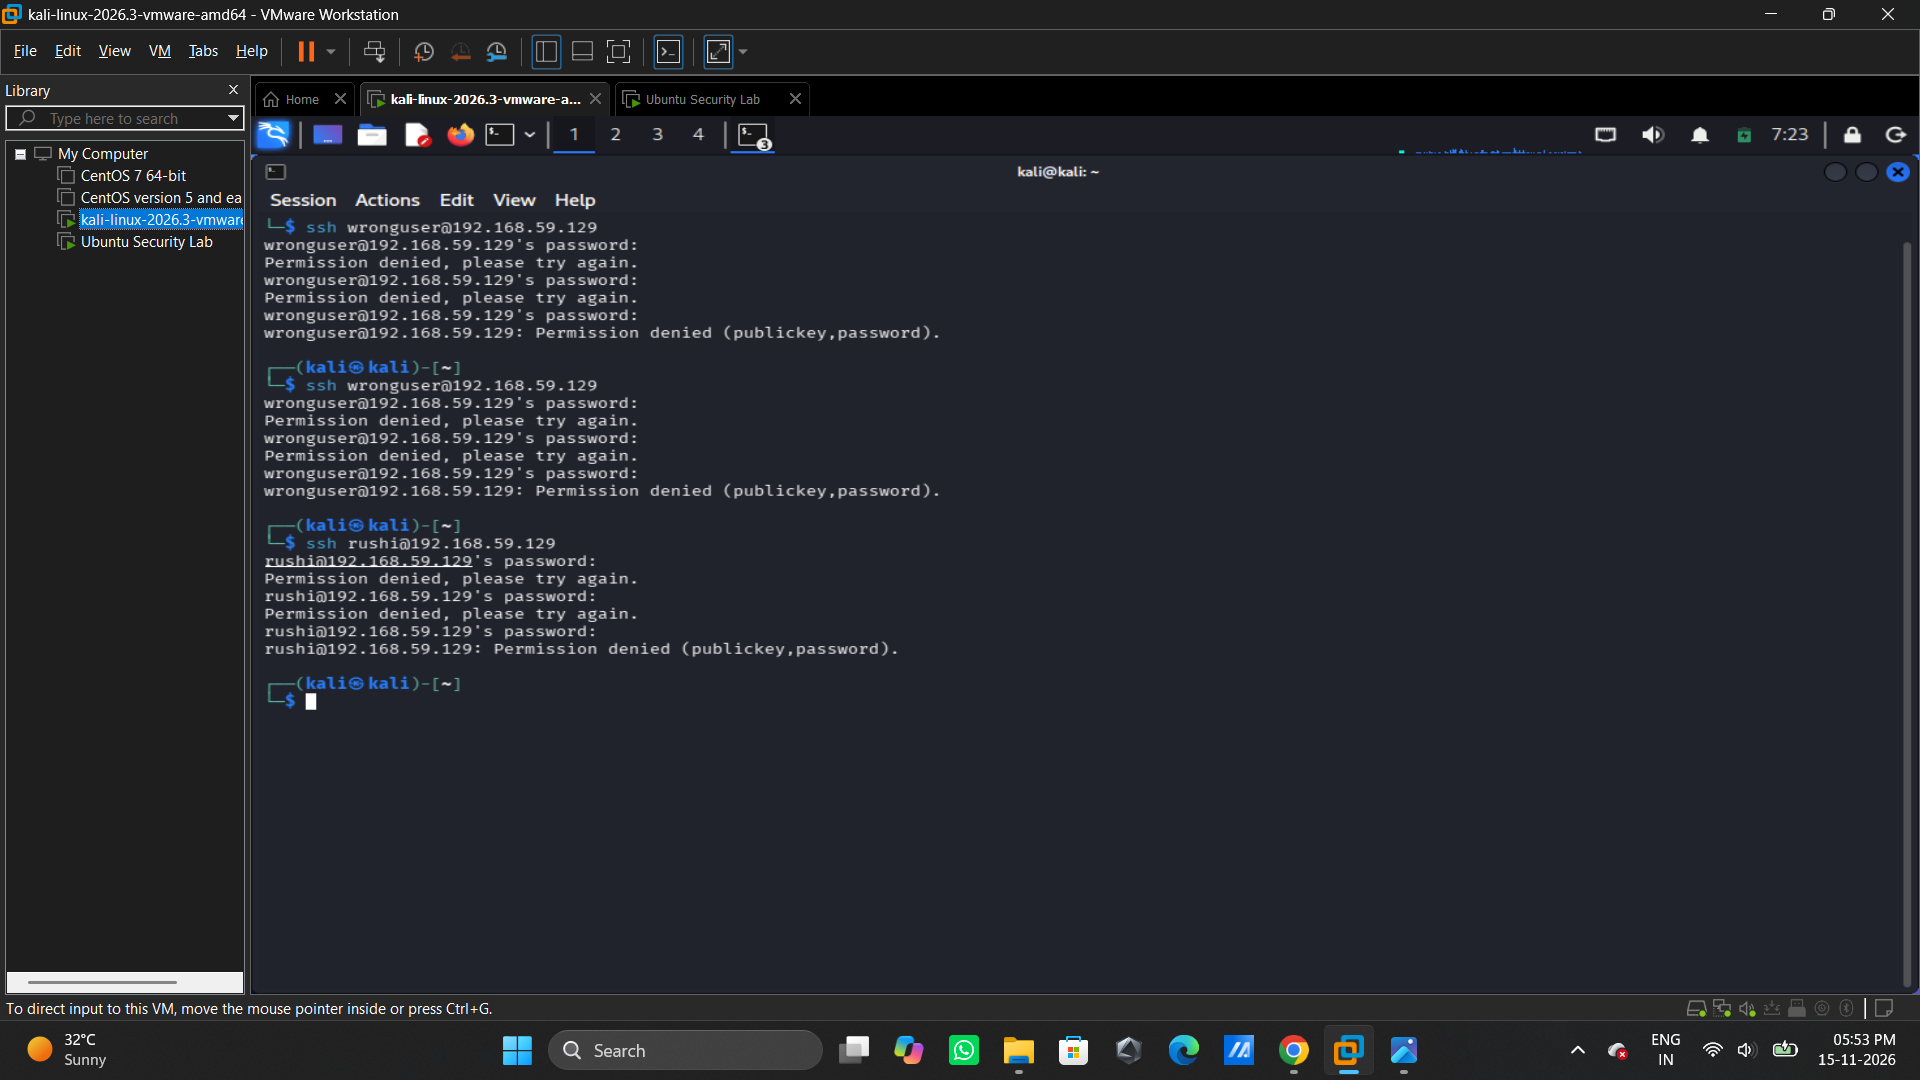 kali-linux-2026.3-vmware-amd64 - VMware Workstation
File Edit View VM Tabs Help
Library
Type here to search
My Computer
CentOS 7 64-bit
CentOS version 5 and ea
kali-linux-2026.3-vmware
Ubuntu Security Lab
Home
kali-linux-2026.3-vmware-a...
Ubuntu Security Lab
1 2 3 4
3
7:23
kali@kali: ~
Session Actions Edit View Help
└─$ ssh wronguser@192.168.59.129
wronguser@192.168.59.129's password:
Permission denied, please try again.
wronguser@192.168.59.129's password:
Permission denied, please try again.
wronguser@192.168.59.129's password:
wronguser@192.168.59.129: Permission denied (publickey,password).
┌──(kali㉿kali)-[~]
└─$ ssh wronguser@192.168.59.129
wronguser@192.168.59.129's password:
Permission denied, please try again.
wronguser@192.168.59.129's password:
Permission denied, please try again.
wronguser@192.168.59.129's password:
wronguser@192.168.59.129: Permission denied (publickey,password).
┌──(kali㉿kali)-[~]
└─$ ssh rushi@192.168.59.129
rushi@192.168.59.129's password:
Permission denied, please try again.
rushi@192.168.59.129's password:
Permission denied, please try again.
rushi@192.168.59.129's password:
rushi@192.168.59.129: Permission denied (publickey,password).
┌──(kali㉿kali)-[~]
└─$
To direct input to this VM, move the mouse pointer inside or press Ctrl+G.
32°C
Sunny
Search
ENG
IN
05:53 PM
15-11-2026